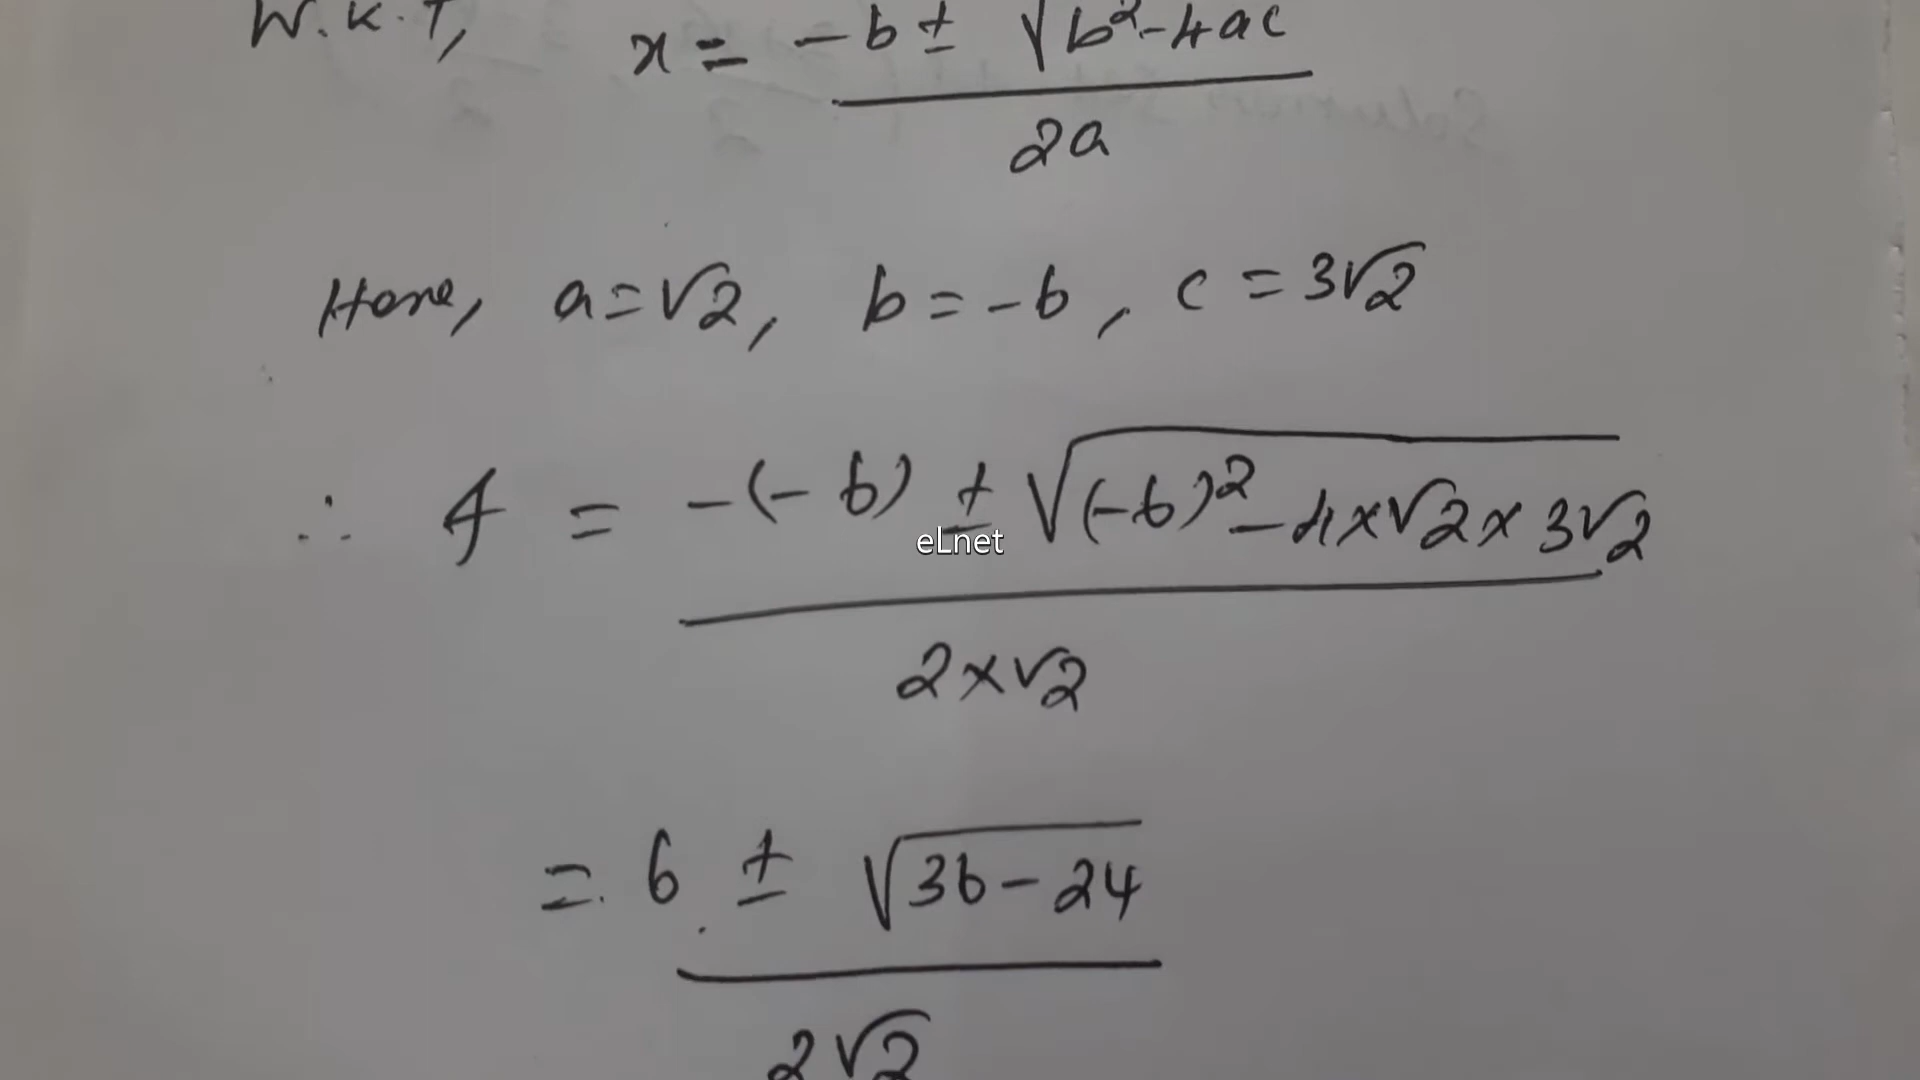 W.K.T, x = -b ± √b²-4ac
2a
Here, a=√2, b=-6, c=3√2
∴ f = -(-6) ± √(-6)²-4×√2×3√2
eLnet
2×√2
= 6 ± √36-24
2√2